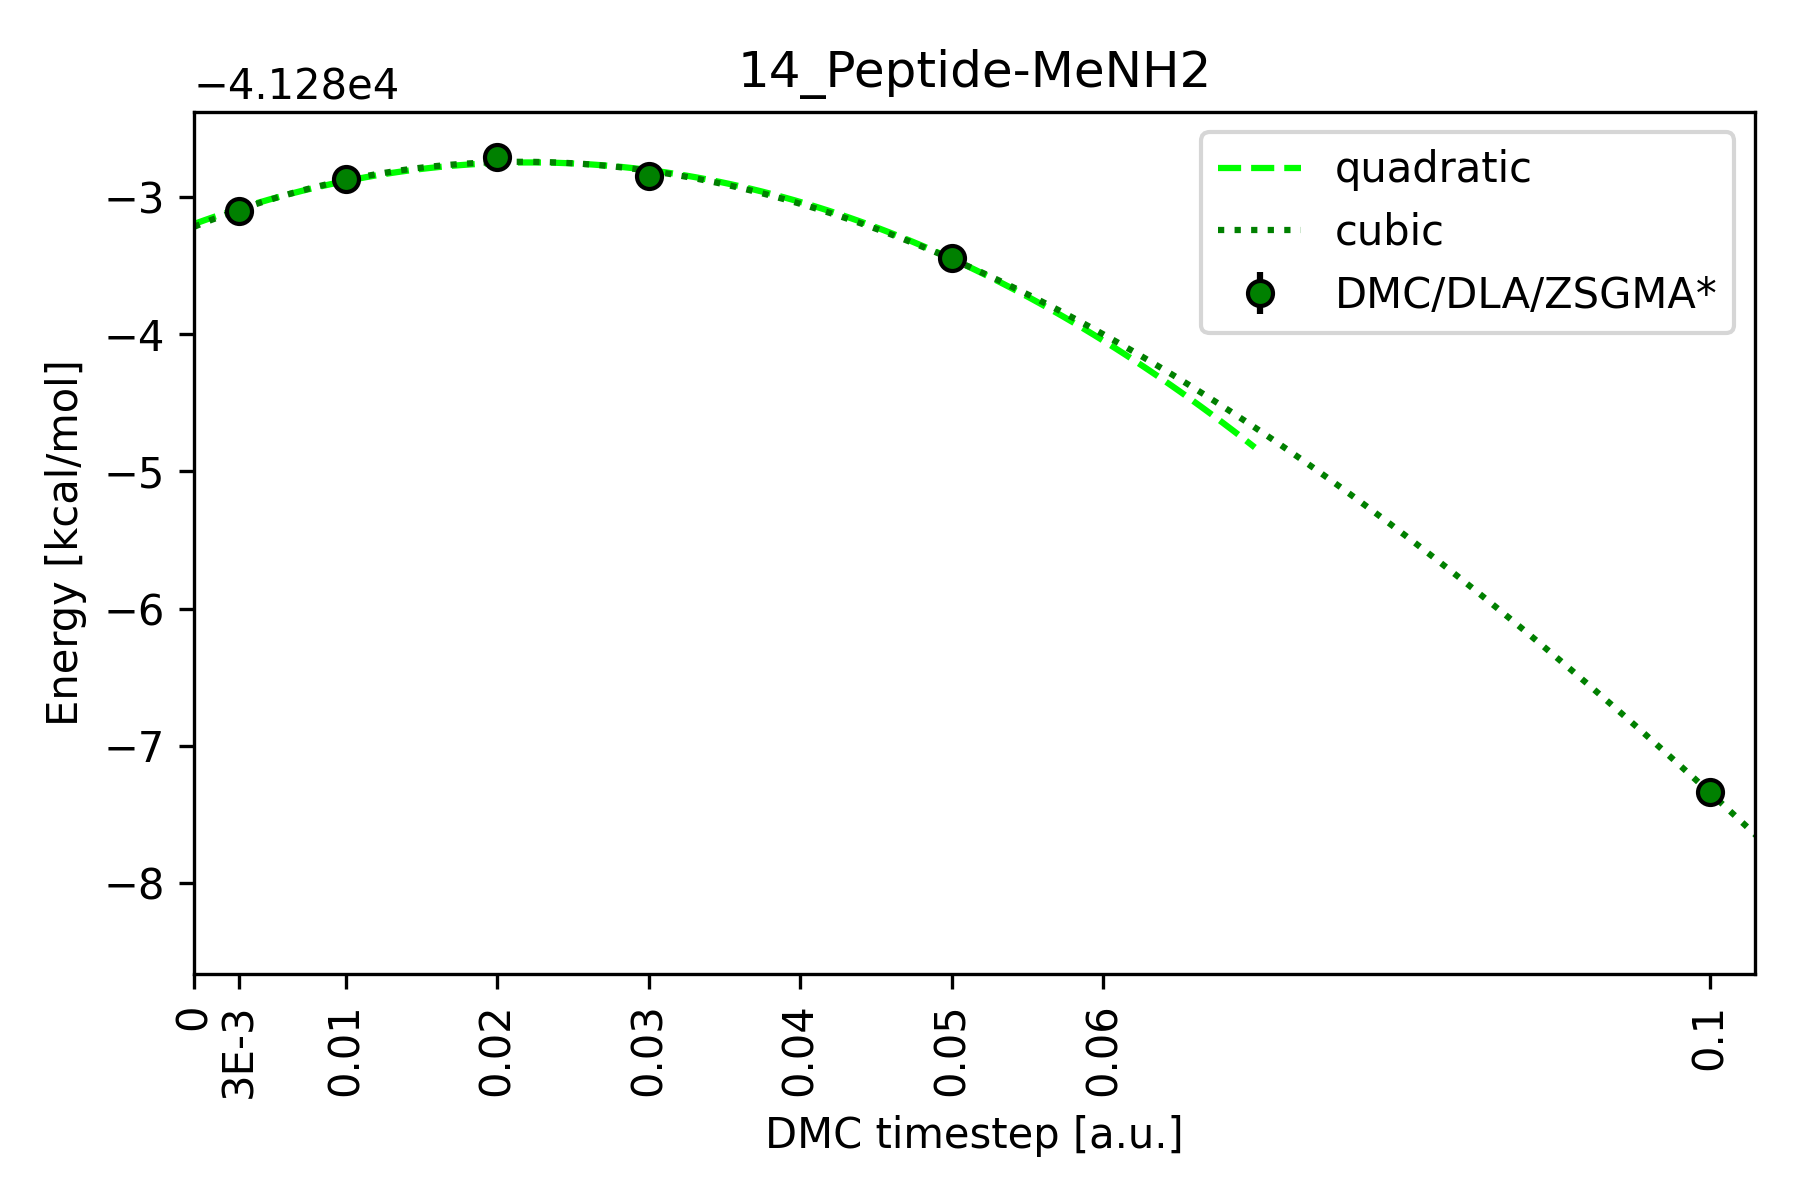 14_Peptide-MeNH2
−4.128e4
quadratic
cubic
DMC/DLA/ZSGMA*
Energy [kcal/mol]
−3
−4
−5
−6
−7
−8
0
3E-3
0.01
0.02
0.03
0.04
0.05
0.06
0.1
DMC timestep [a.u.]